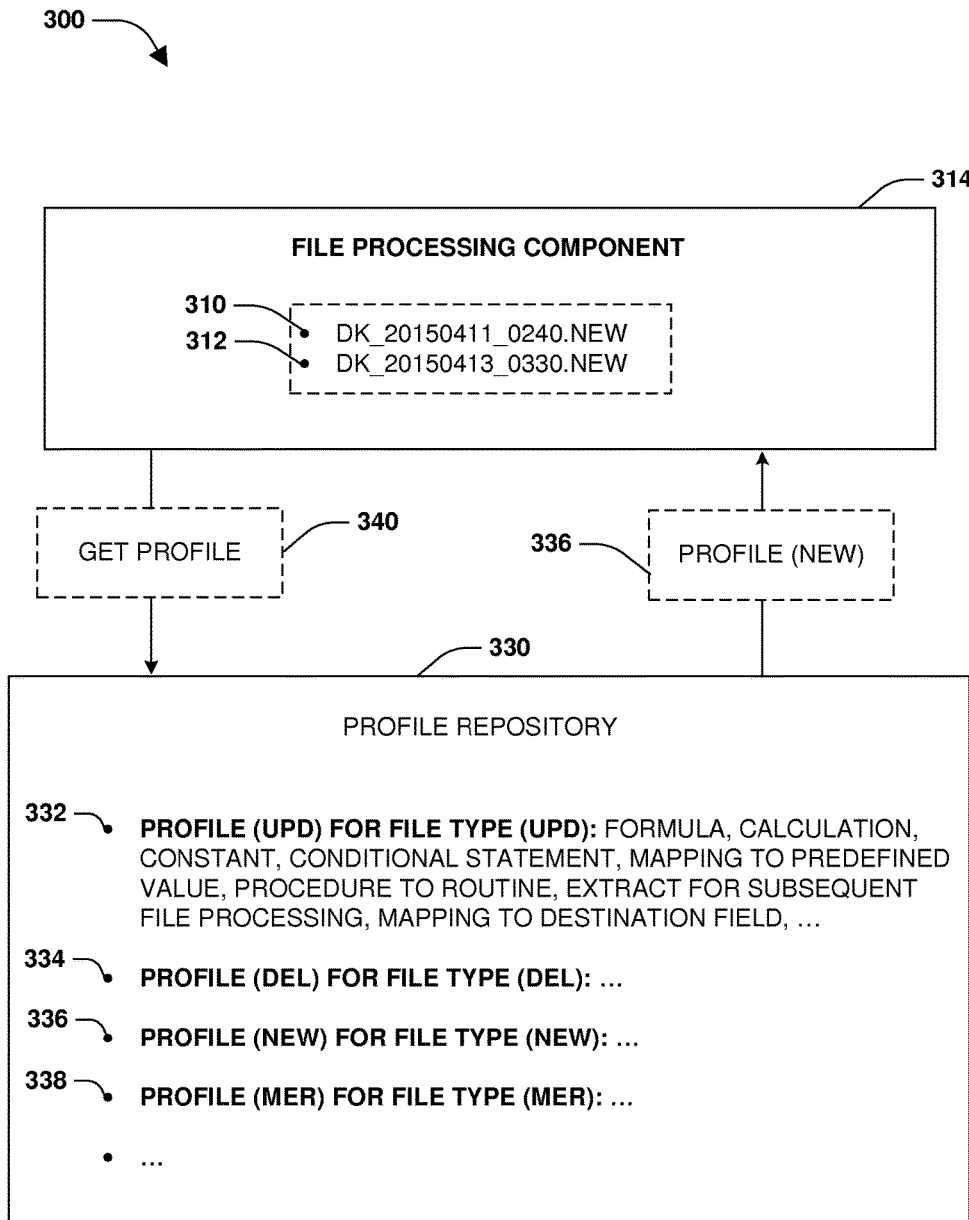 300
314
FILE PROCESSING COMPONENT
310
• DK_20150411_0240.NEW
312
• DK_20150413_0330.NEW
GET PROFILE
340
336
PROFILE (NEW)
330
PROFILE REPOSITORY
332
• PROFILE (UPD) FOR FILE TYPE (UPD): FORMULA, CALCULATION,
CONSTANT, CONDITIONAL STATEMENT, MAPPING TO PREDEFINED
VALUE, PROCEDURE TO ROUTINE, EXTRACT FOR SUBSEQUENT
FILE PROCESSING, MAPPING TO DESTINATION FIELD, ...
334
• PROFILE (DEL) FOR FILE TYPE (DEL): ...
336
• PROFILE (NEW) FOR FILE TYPE (NEW): ...
338
• PROFILE (MER) FOR FILE TYPE (MER): ...
• ...